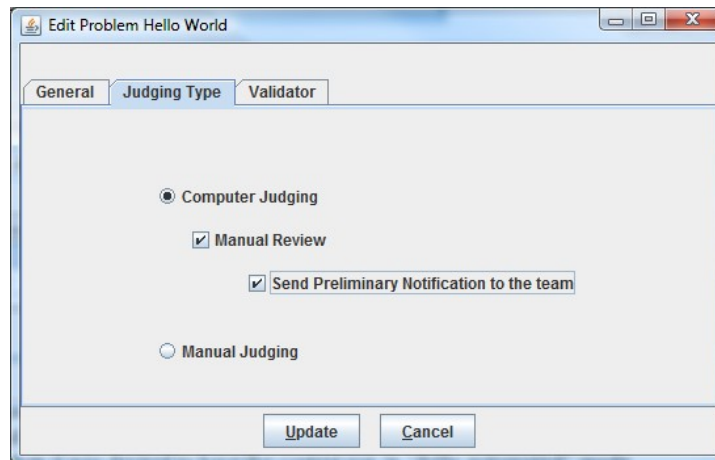 Edit Problem Hello World
General Judging Type Validator
Computer Judging
Manual Review
Send Preliminary Notification to the team
Manual Judging
Update Cancel